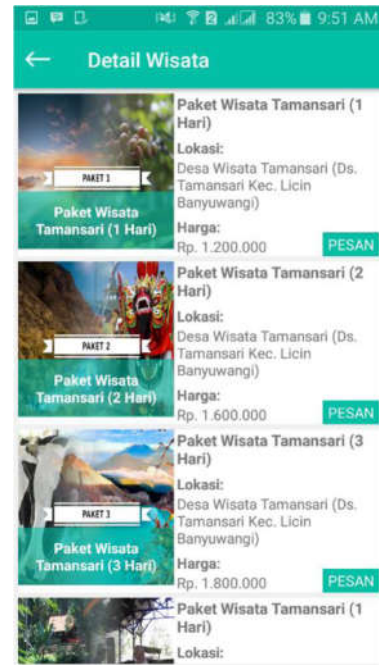 83% 9:51 AM
Detail Wisata
PAKET 1
Paket Wisata
Tamansari (1 Hari)
Paket Wisata Tamansari (1
Hari)
Lokasi:
Desa Wisata Tamansari (Ds.
Tamansari Kec. Licin
Banyuwangi)
Harga:
Rp. 1.200.000
PESAN
PAKET 2
Paket Wisata
Tamansari (2 Hari)
Paket Wisata Tamansari (2
Hari)
Lokasi:
Desa Wisata Tamansari (Ds.
Tamansari Kec. Licin
Banyuwangi)
Harga:
Rp. 1.600.000
PESAN
PAKET 3
Paket Wisata
Tamansari (3 Hari)
Paket Wisata Tamansari (3
Hari)
Lokasi:
Desa Wisata Tamansari (Ds.
Tamansari Kec. Licin
Banyuwangi)
Harga:
Rp. 1.800.000
PESAN
Paket Wisata Tamansari (1
Hari)
Lokasi: